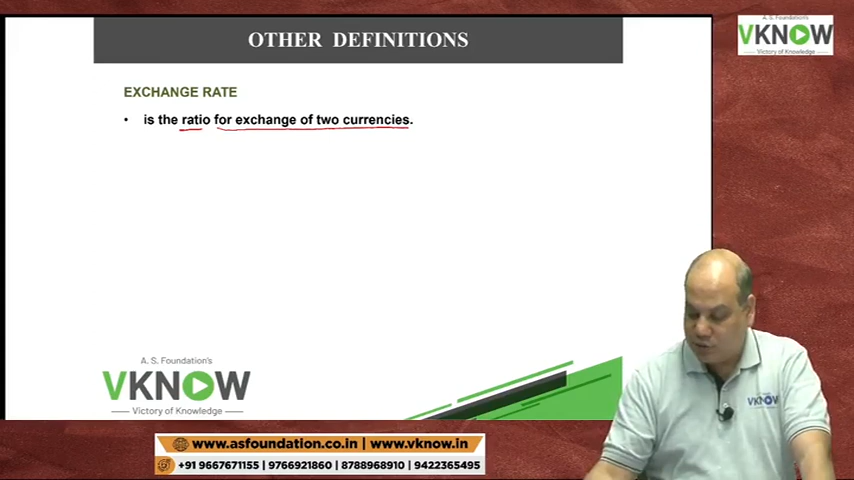 OTHER DEFINITIONS
A. S. Foundation's
VKNOW
Victory of Knowledge
EXCHANGE RATE
• is the ratio for exchange of two currencies.
A. S. Foundation's
VKNOW
Victory of Knowledge
VKNOW
www.asfoundation.co.in | www.vknow.in
+91 9667671155 | 9766921860 | 8788968910 | 9422365495